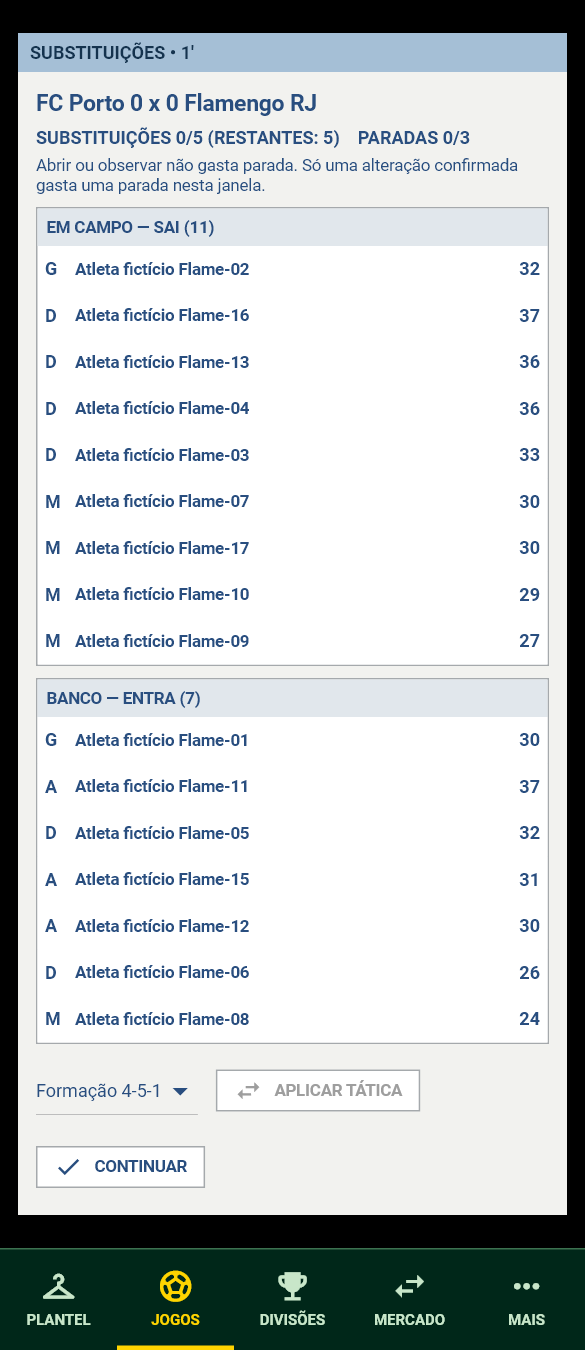 SUBSTITUIÇÕES • 1'
FC Porto 0 x 0 Flamengo RJ
SUBSTITUIÇÕES 0/5 (RESTANTES: 5) PARADAS 0/3
Abrir ou observar não gasta parada. Só uma alteração confirmada
gasta uma parada nesta janela.
EM CAMPO — SAI (11)
G Atleta fictício Flame-02 32
D Atleta fictício Flame-16 37
D Atleta fictício Flame-13 36
D Atleta fictício Flame-04 36
D Atleta fictício Flame-03 33
M Atleta fictício Flame-07 30
M Atleta fictício Flame-17 30
M Atleta fictício Flame-10 29
M Atleta fictício Flame-09 27
BANCO — ENTRA (7)
G Atleta fictício Flame-01 30
A Atleta fictício Flame-11 37
D Atleta fictício Flame-05 32
A Atleta fictício Flame-15 31
A Atleta fictício Flame-12 30
D Atleta fictício Flame-06 26
M Atleta fictício Flame-08 24
Formação 4-5-1 APLICAR TÁTICA
CONTINUAR
PLANTEL JOGOS DIVISÕES MERCADO MAIS